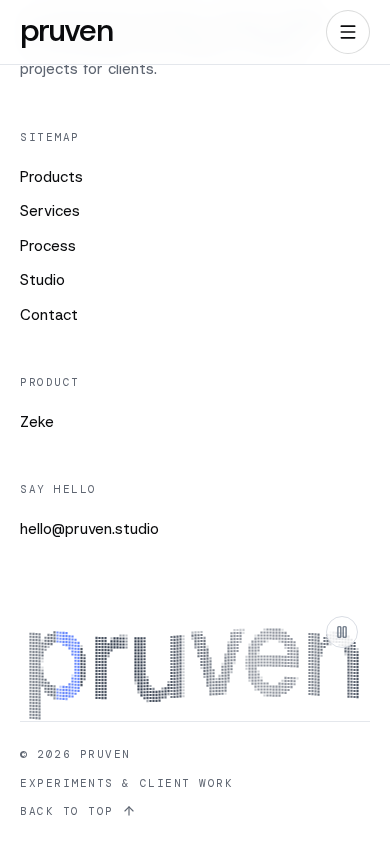 pruven
projects for clients.
SITEMAP
Products
Services
Process
Studio
Contact
PRODUCT
Zeke
SAY HELLO
hello@pruven.studio
pruven
© 2026 PRUVEN
EXPERIMENTS & CLIENT WORK
BACK TO TOP ↑